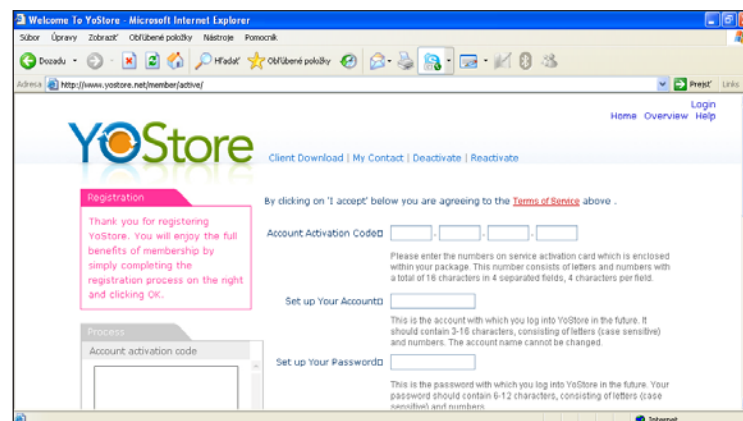 Welcome To YoStore - Microsoft Internet Explorer
Súbor Úpravy Zobraziť Obľúbené položky Nástroje Pomocník
Dozadu Hľadať Obľúbené položky
Adresa http://www.yostore.net/member/active/ Prejsť Links
Login
Home Overview Help
YoStore
Client Download | My Contact | Deactivate | Reactivate
Registration
Thank you for registering
YoStore. You will enjoy the full
benefits of membership by
simply completing the
registration process on the right
and clicking OK.
Process
Account activation code
By clicking on 'I accept' below you are agreeing to the Terms of Service above .
Account Activation Code
Please enter the numbers on service activation card which is enclosed
within your package. This number consists of letters and numbers with
a total of 16 characters in 4 separated fields, 4 characters per field.
Set up Your Account
This is the account with which you log into YoStore in the future. It
should contain 3-16 characters, consisting of letters (case sensitive)
and numbers. The account name cannot be changed.
Set up Your Password
This is the password with which you log into YoStore in the future. Your
password should contain 6-12 characters, consisting of letters (case
sensitive) and numbers
Internet